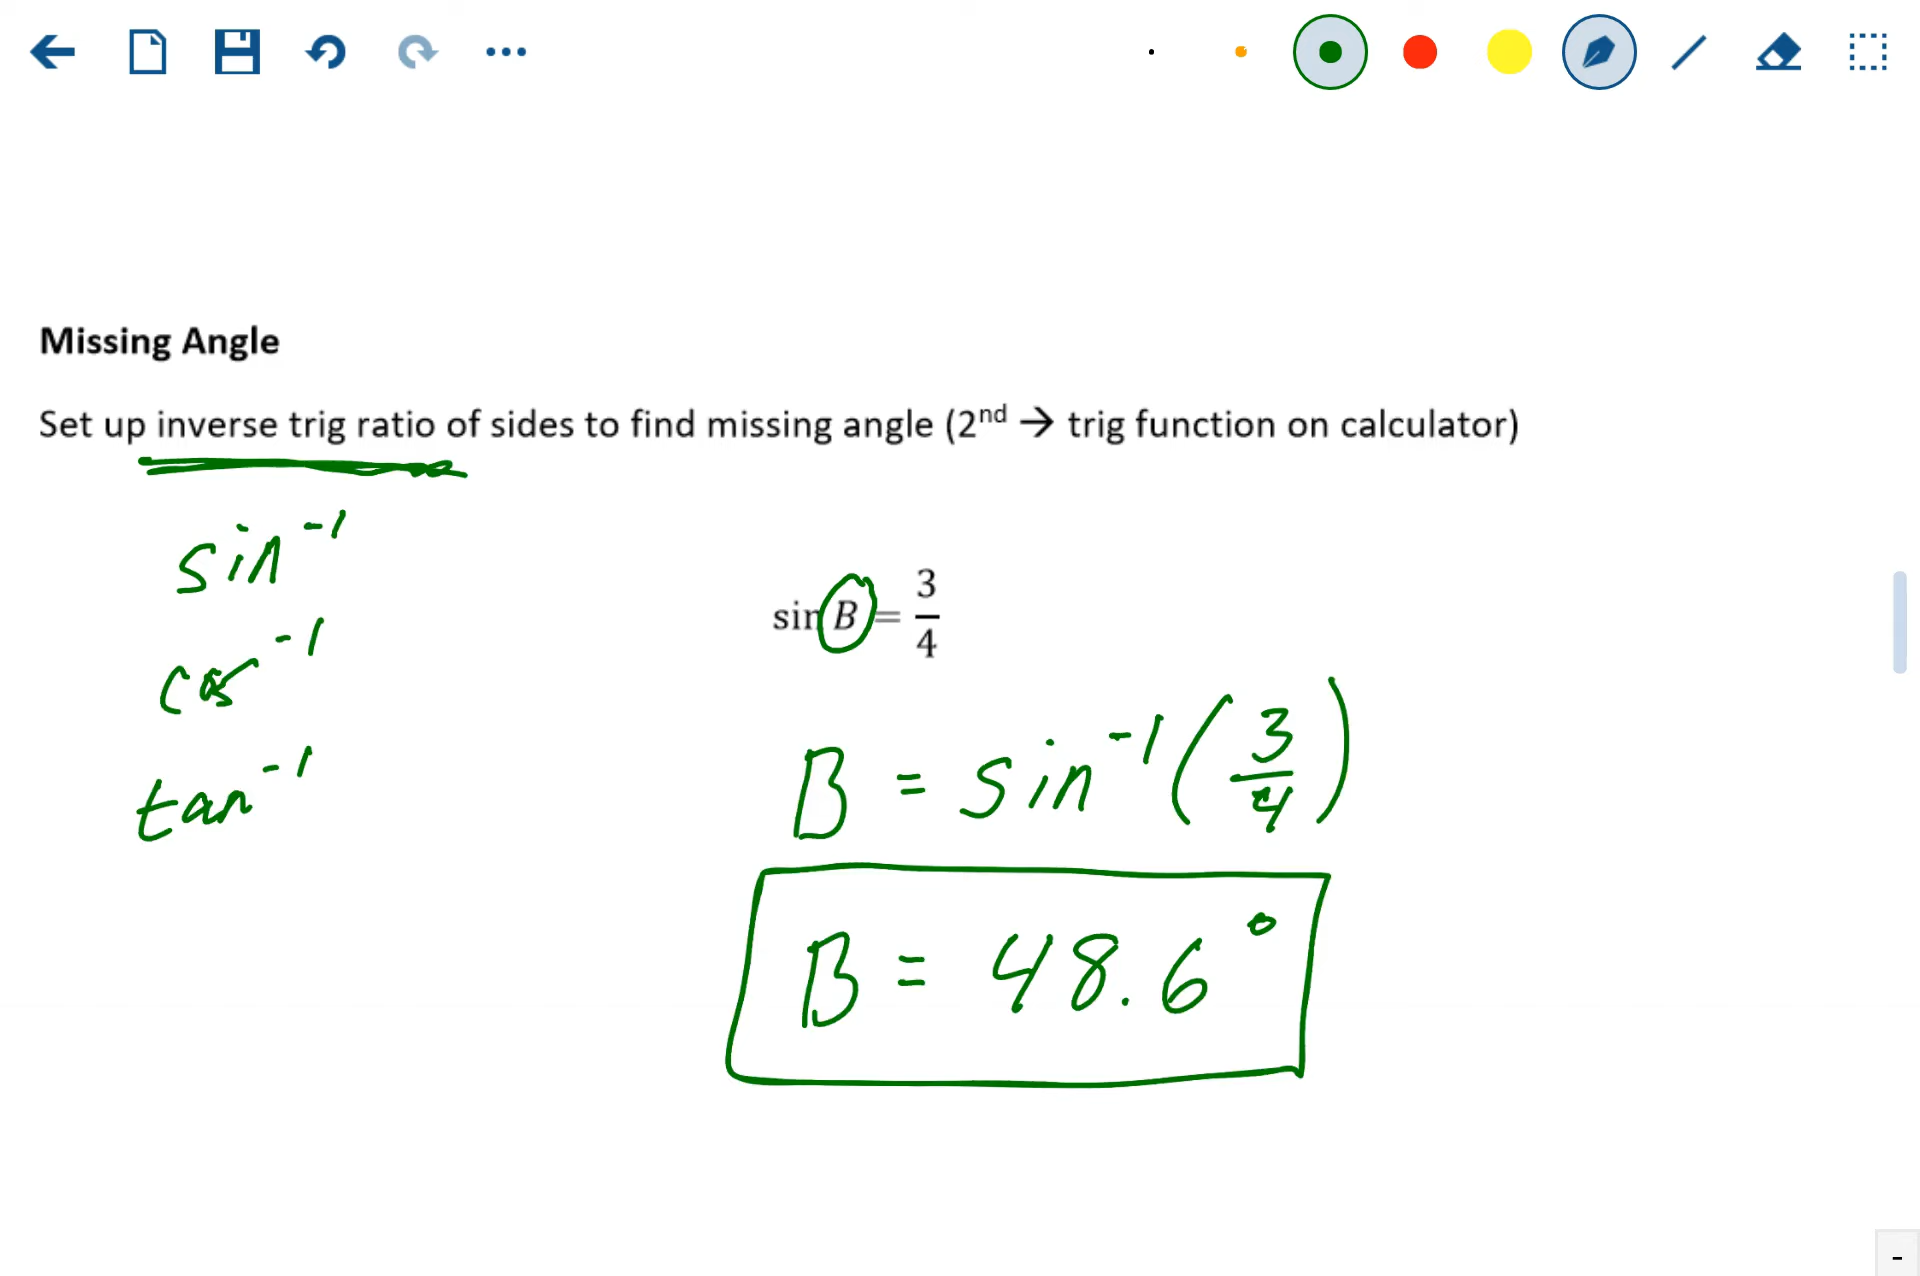 Missing Angle
Set up inverse trig ratio of sides to find missing angle (2ⁿᵈ → trig function on calculator)
sin⁻¹
cos⁻¹
tan⁻¹
sin B = 3/4
B = sin⁻¹(3/4)
B = 48.6°